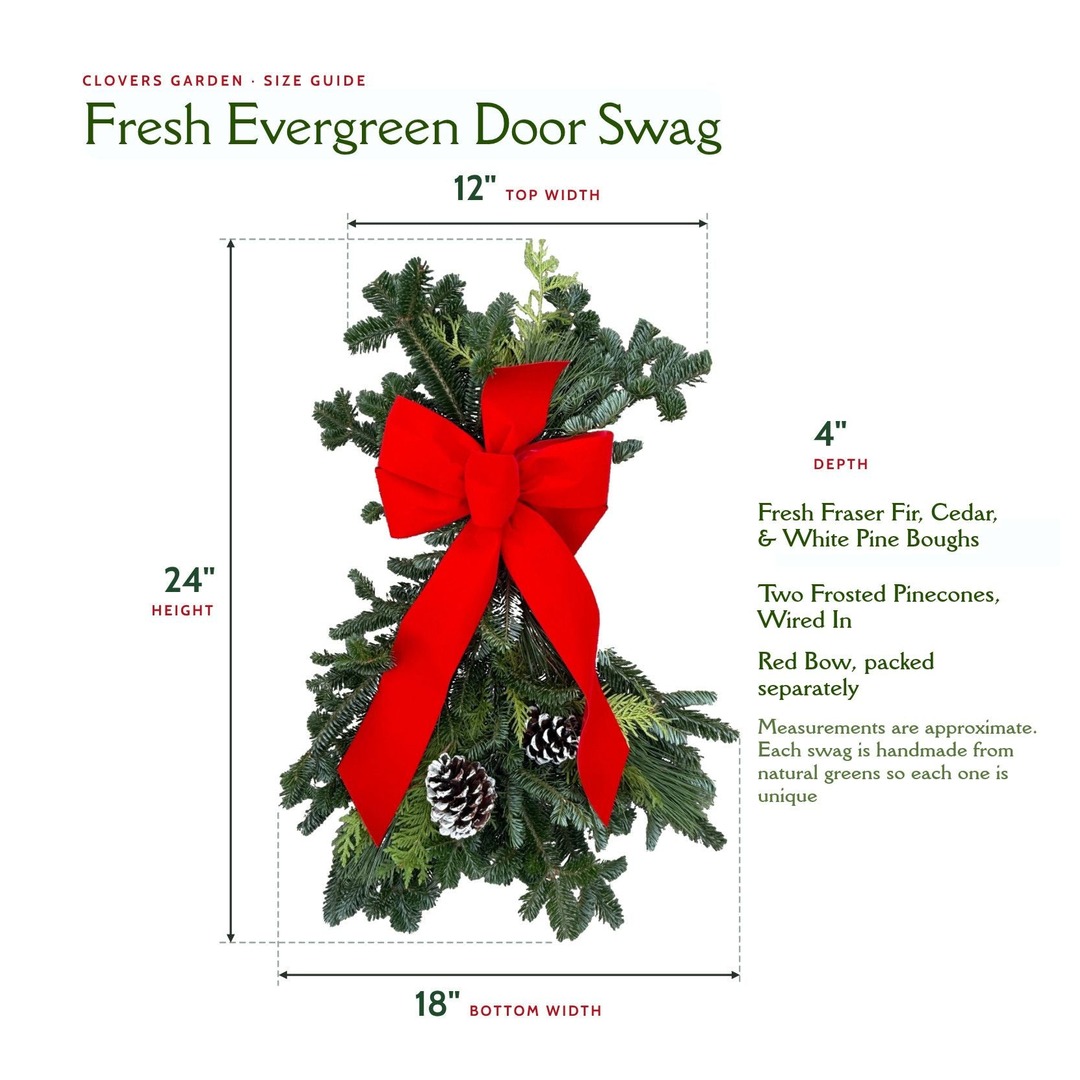 CLOVERS GARDEN · SIZE GUIDE
Fresh Evergreen Door Swag
12" TOP WIDTH
4"
DEPTH
Fresh Fraser Fir, Cedar,
& White Pine Boughs
24"
HEIGHT
Two Frosted Pinecones,
Wired In
Red Bow, packed
separately
Measurements are approximate.
Each swag is handmade from
natural greens so each one is
unique
18" BOTTOM WIDTH